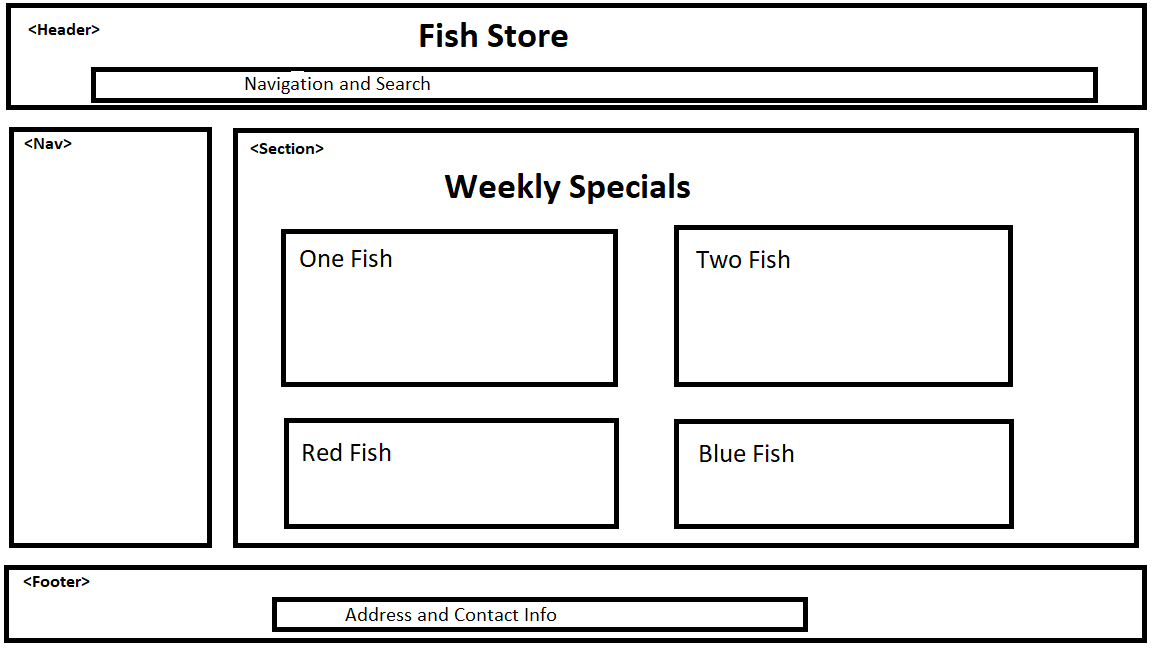 <Header>
Fish Store
Navigation and Search
<Nav>
<Section>
Weekly Specials
One Fish
Two Fish
Red Fish
Blue Fish
<Footer>
Address and Contact Info